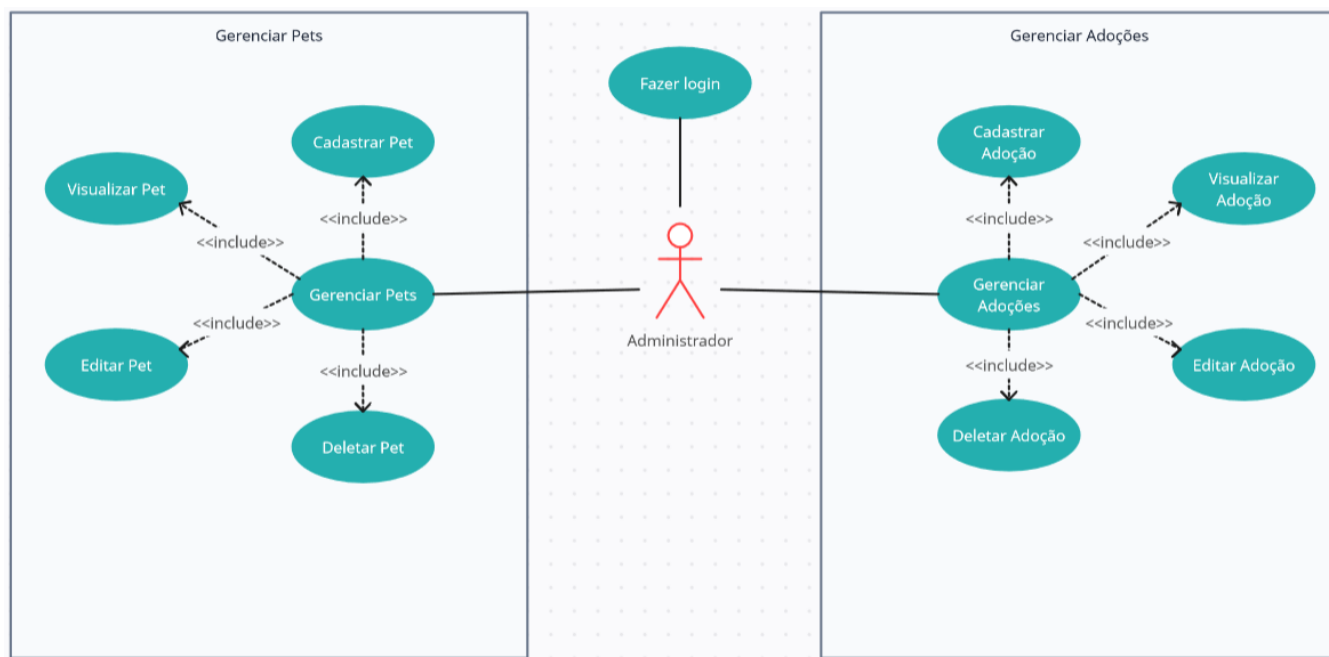 Gerenciar Pets
Fazer login
Gerenciar Adoções
Cadastrar Pet
Visualizar Pet
<<include>>
<<include>>
Gerenciar Pets
<<include>>
Editar Pet
<<include>>
Deletar Pet
Administrador
Cadastrar
Adoção
Visualizar
Adoção
<<include>>
<<include>>
Gerenciar
Adoções
<<include>>
Editar Adoção
<<include>>
Deletar Adoção